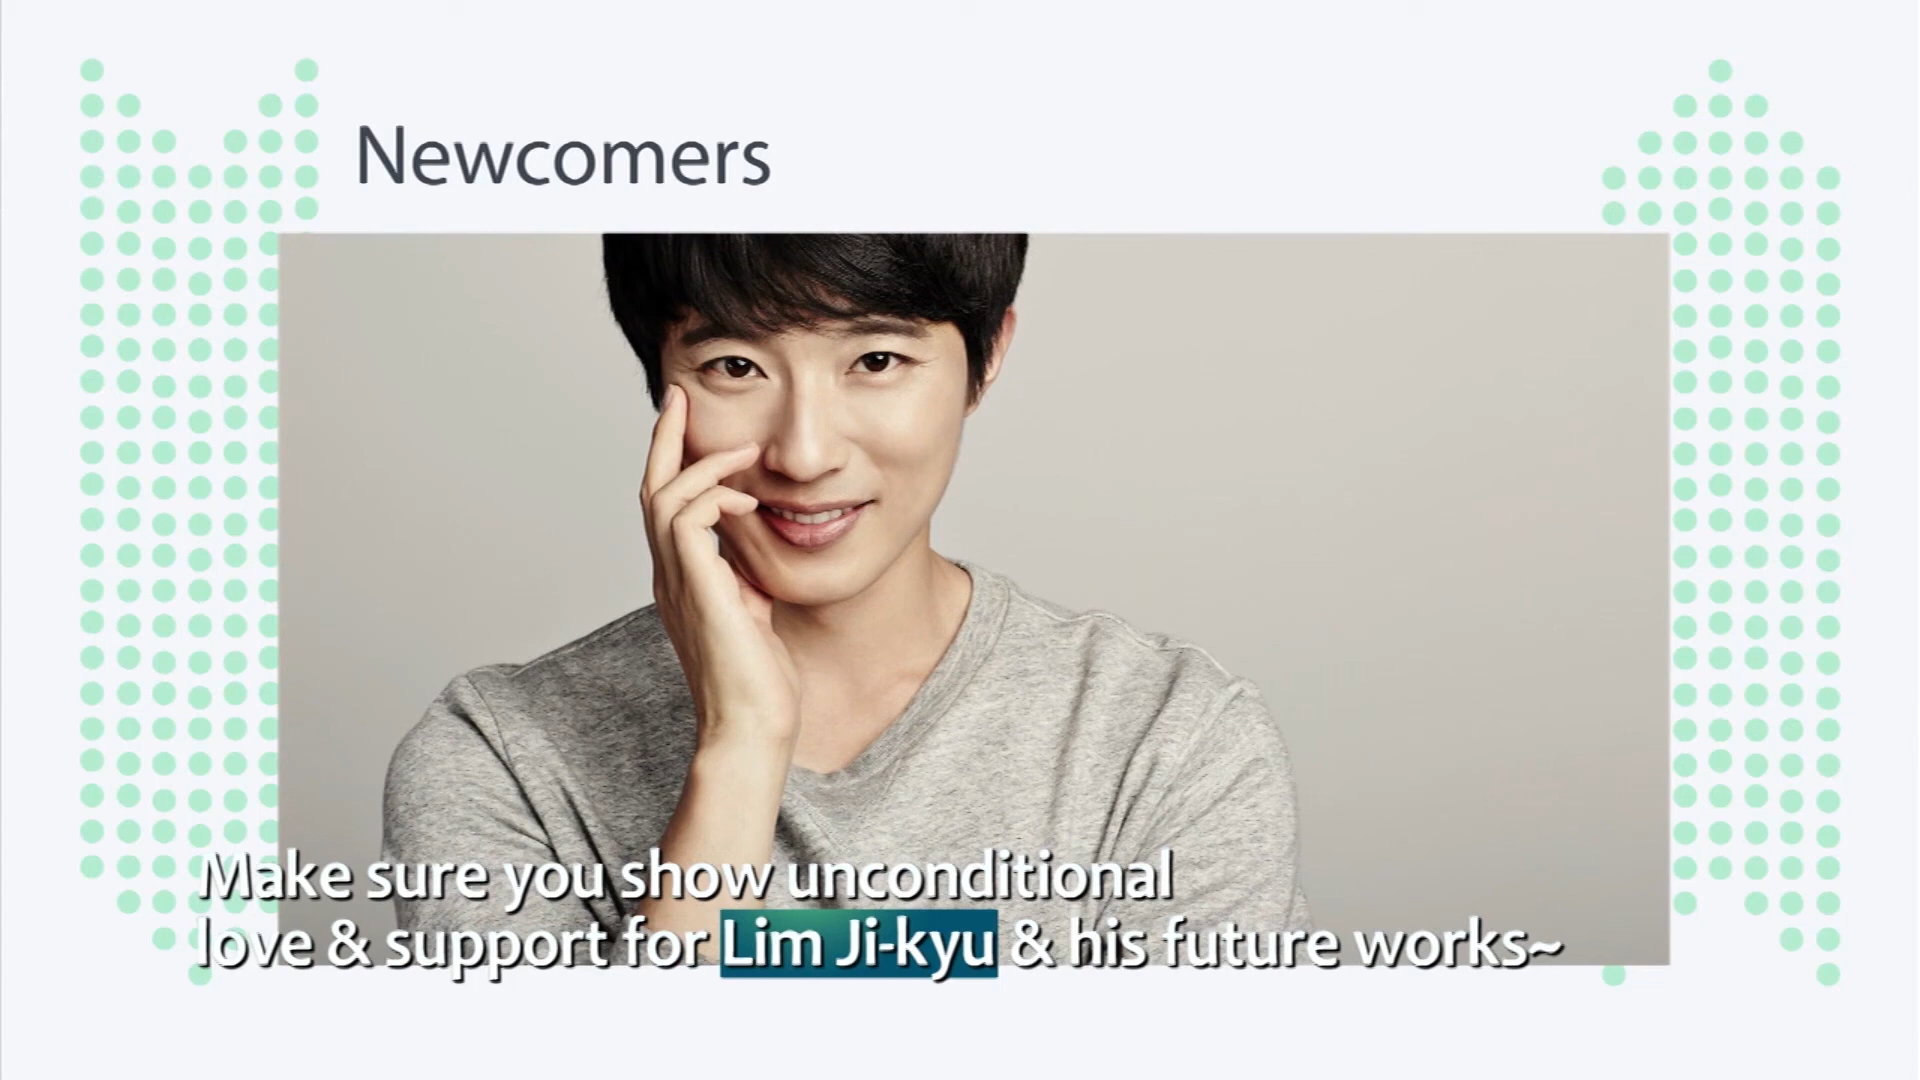 Newcomers
Make sure you show unconditional
love & support for Lim Ji-kyu & his future works~